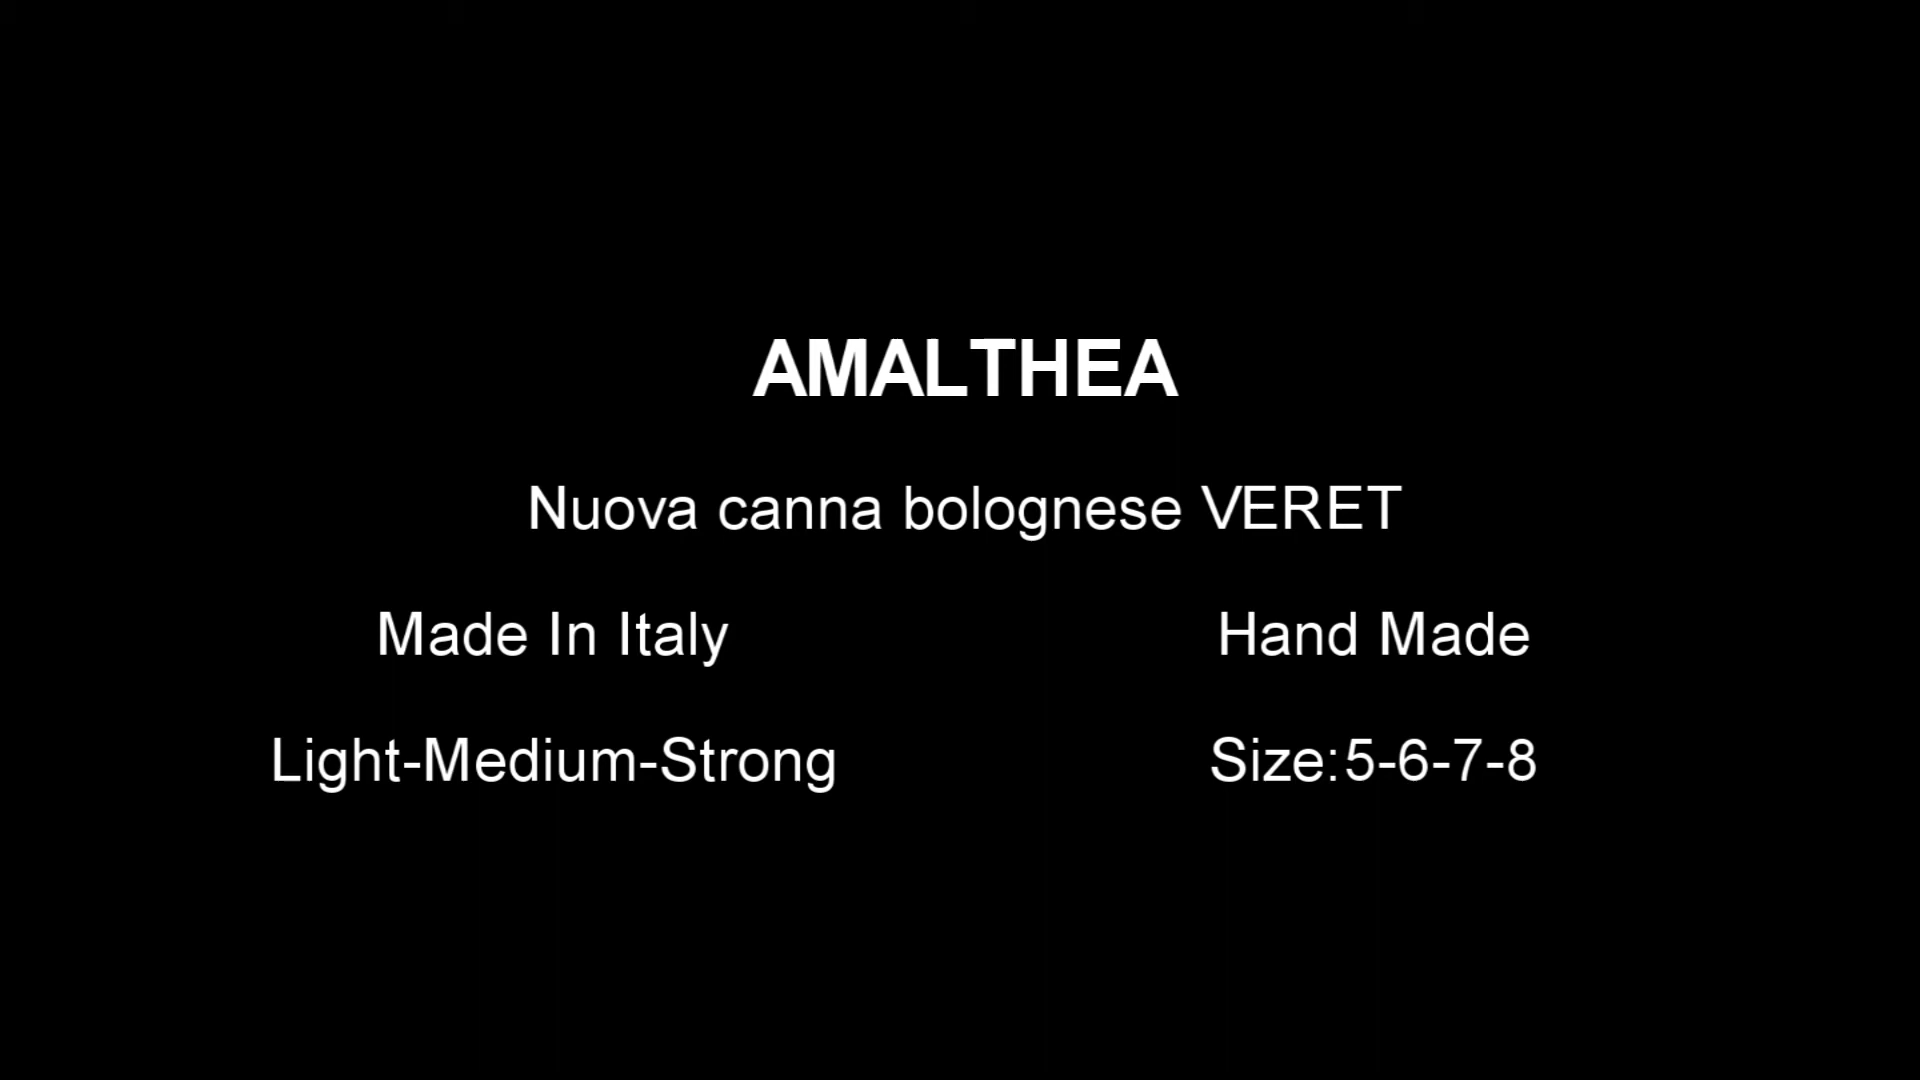 AMALTHEA
Nuova canna bolognese VERET
Made In Italy
Hand Made
Light-Medium-Strong
Size:5-6-7-8